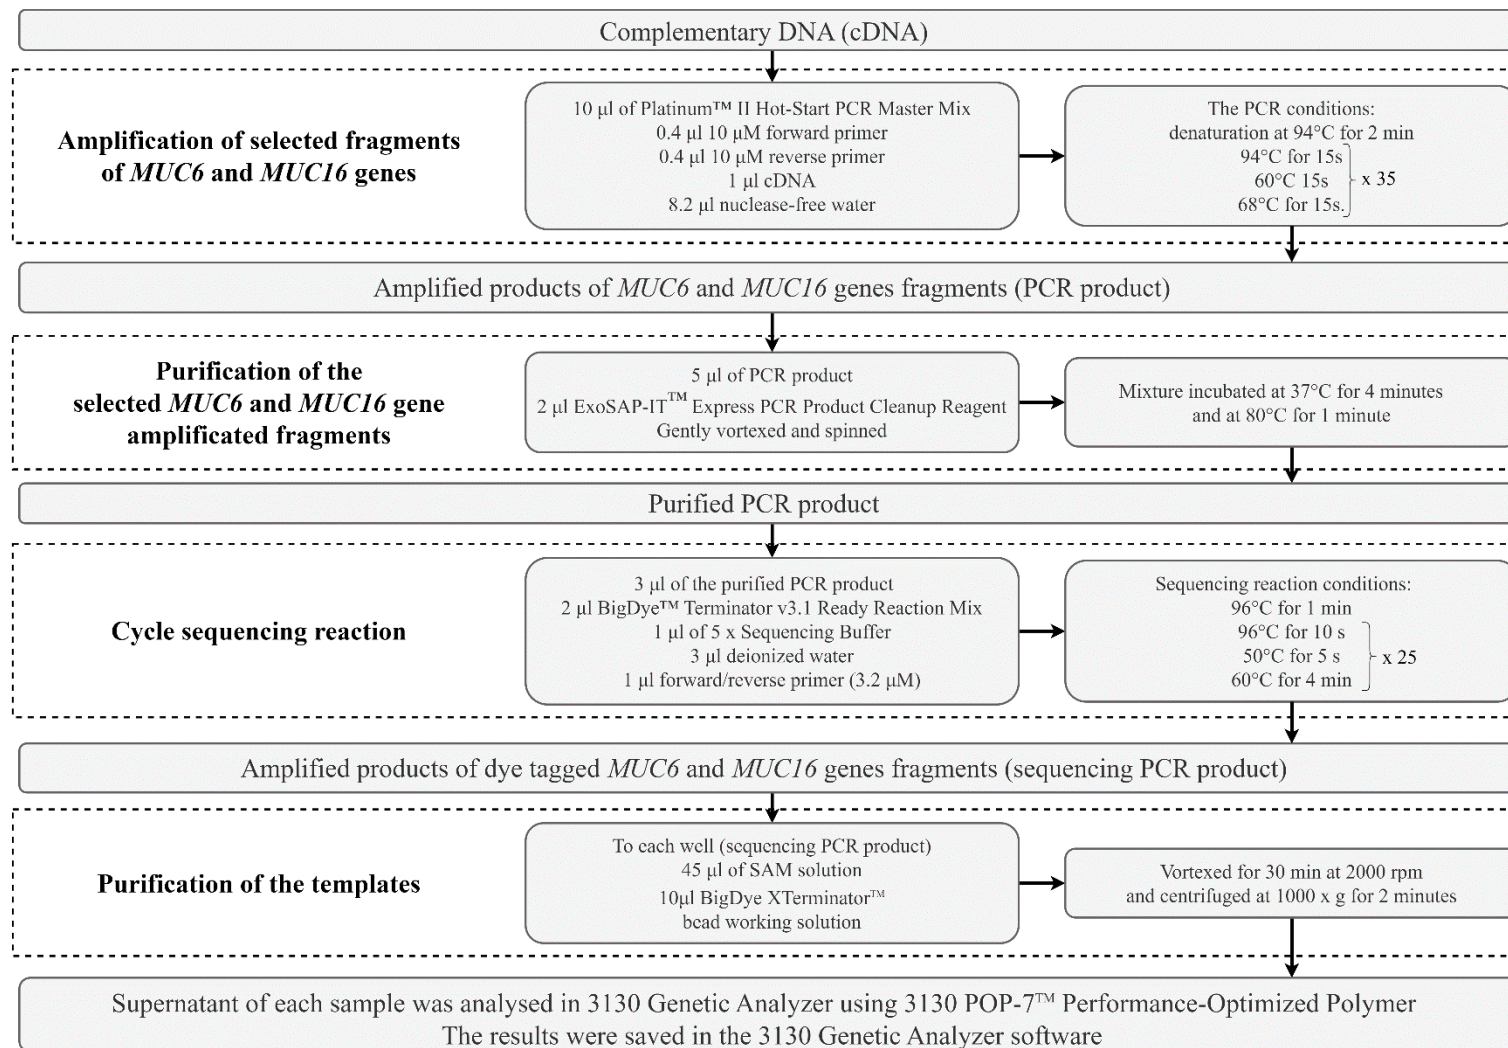 Complementary DNA (cDNA)
Amplification of selected fragments
of MUC6 and MUC16 genes
10 µl of Platinum™ II Hot-Start PCR Master Mix
0.4 µl 10 µM forward primer
0.4 µl 10 µM reverse primer
1 µl cDNA
8.2 µl nuclease-free water
The PCR conditions:
denaturation at 94°C for 2 min
94°C for 15s
60°C 15s
68°C for 15s.
x 35
Amplified products of MUC6 and MUC16 genes fragments (PCR product)
Purification of the
selected MUC6 and MUC16 gene
amplificated fragments
5 µl of PCR product
2 µl ExoSAP-IT™ Express PCR Product Cleanup Reagent
Gently vortexed and spinned
Mixture incubated at 37°C for 4 minutes
and at 80°C for 1 minute
Purified PCR product
Cycle sequencing reaction
3 µl of the purified PCR product
2 µl BigDye™ Terminator v3.1 Ready Reaction Mix
1 µl of 5 x Sequencing Buffer
3 µl deionized water
1 µl forward/reverse primer (3.2 µM)
Sequencing reaction conditions:
96°C for 1 min
96°C for 10 s
50°C for 5 s
60°C for 4 min
x 25
Amplified products of dye tagged MUC6 and MUC16 genes fragments (sequencing PCR product)
Purification of the templates
To each well (sequencing PCR product)
45 µl of SAM solution
10µl BigDye XTerminator™
bead working solution
Vortexed for 30 min at 2000 rpm
and centrifuged at 1000 x g for 2 minutes
Supernatant of each sample was analysed in 3130 Genetic Analyzer using 3130 POP-7™ Performance-Optimized Polymer
The results were saved in the 3130 Genetic Analyzer software